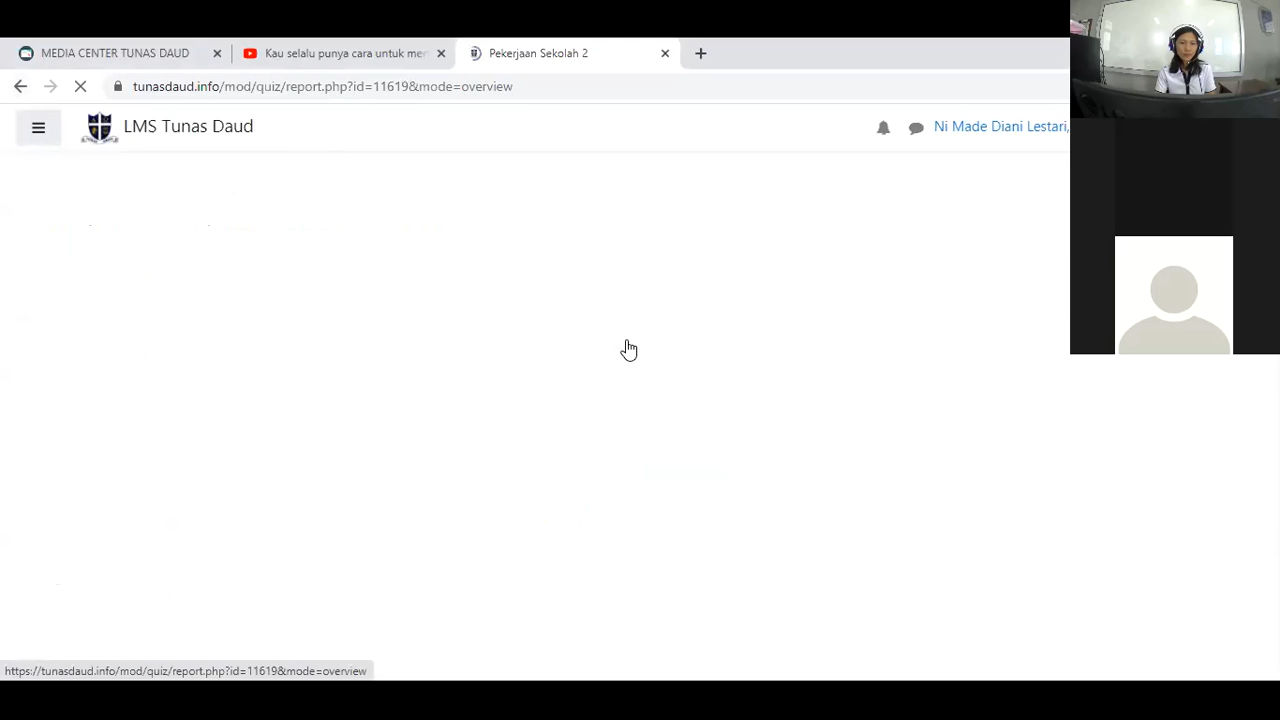 MEDIA CENTER TUNAS DAUD
Kau selalu punya cara untuk mer
Pekerjaan Sekolah 2
tunasdaud.info/mod/quiz/report.php?id=11619&mode=overview
LMS Tunas Daud
Ni Made Diani Lestari,
https://tunasdaud.info/mod/quiz/report.php?id=11619&mode=overview